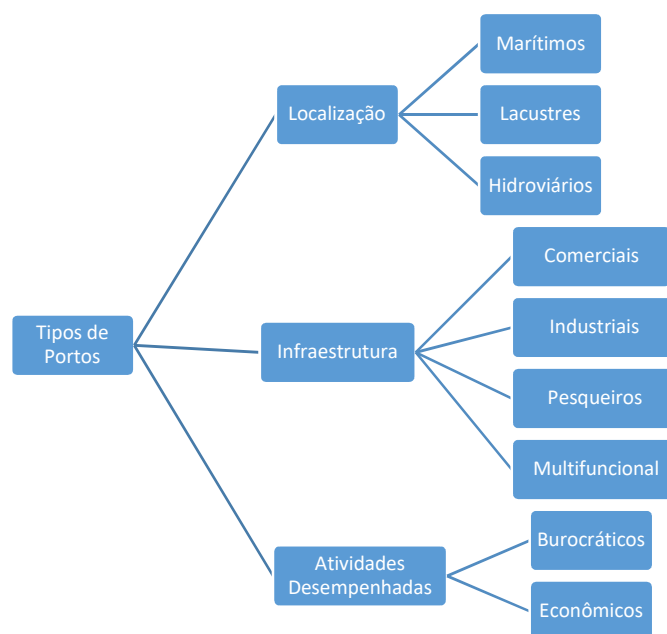 Tipos de
Portos
Localização
Marítimos
Lacustres
Hidroviários
Infraestrutura
Comerciais
Industriais
Pesqueiros
Multifuncional
Atividades
Desempenhadas
Burocráticos
Econômicos